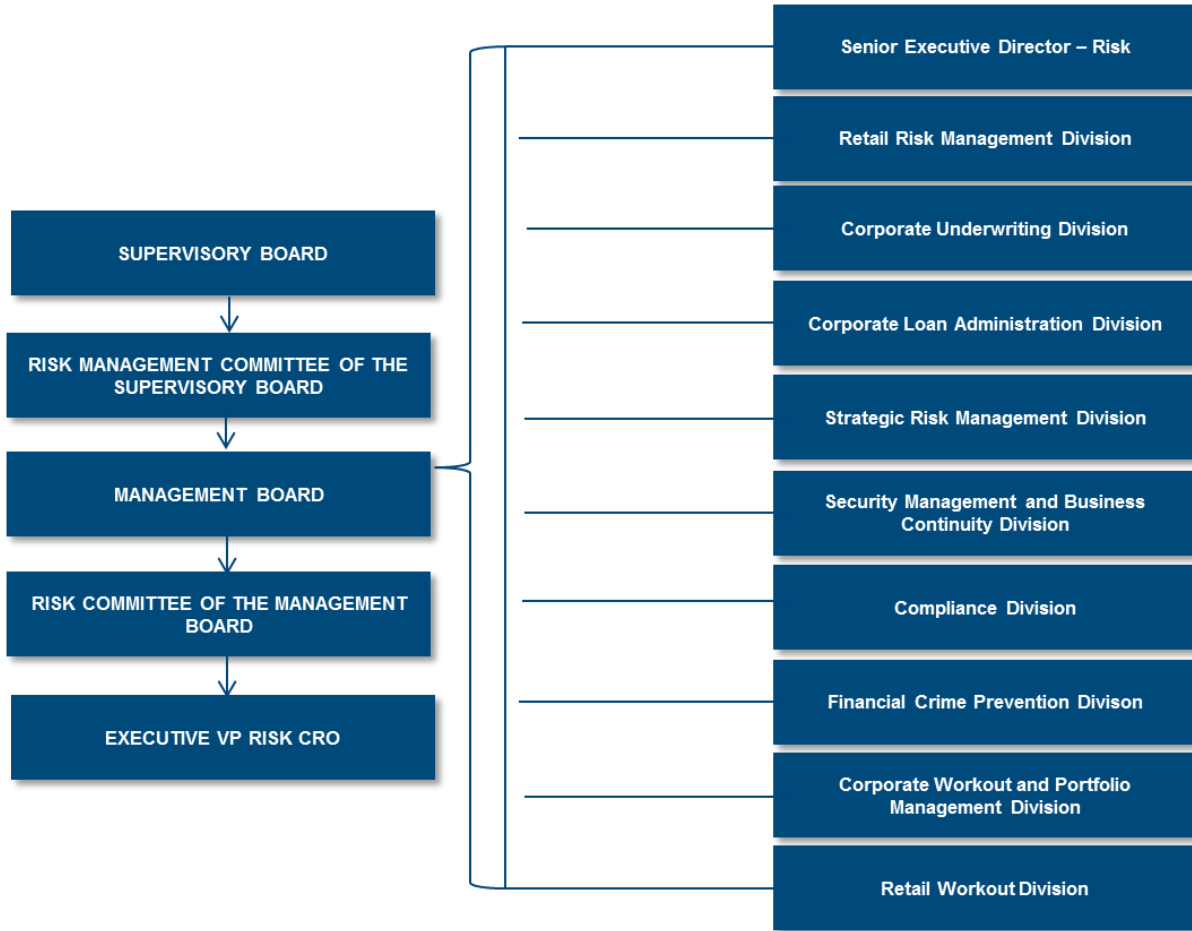 SUPERVISORY BOARD
RISK MANAGEMENT COMMITTEE OF THE
SUPERVISORY BOARD
MANAGEMENT BOARD
RISK COMMITTEE OF THE MANAGEMENT
BOARD
EXECUTIVE VP RISK CRO
Senior Executive Director – Risk
Retail Risk Management Division
Corporate Underwriting Division
Corporate Loan Administration Division
Strategic Risk Management Division
Security Management and Business
Continuity Division
Compliance Division
Financial Crime Prevention Divison
Corporate Workout and Portfolio
Management Division
Retail Workout Division